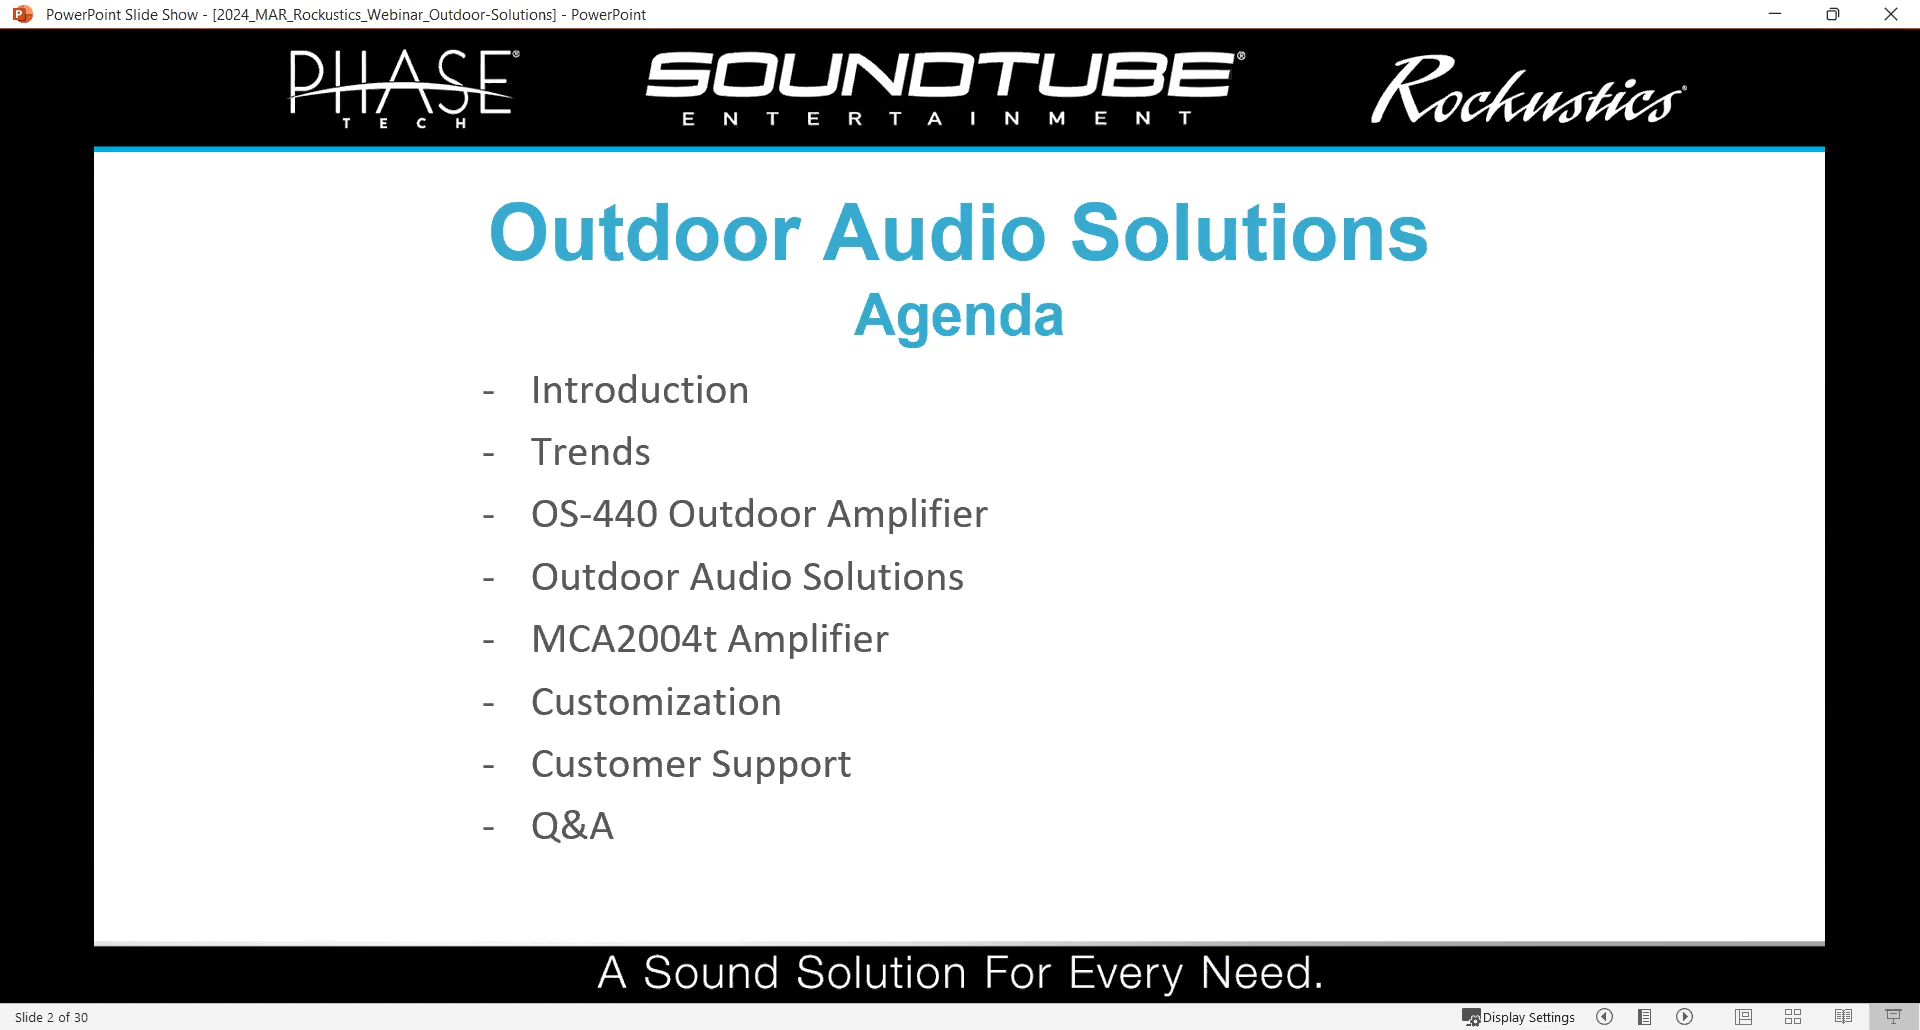 PowerPoint Slide Show - [2024_MAR_Rockustics_Webinar_Outdoor-Solutions] - PowerPoint
PHASE® SOUNDTUBE® Rockustics®
TECH ENTERTAINMENT
Outdoor Audio Solutions
Agenda
- Introduction
- Trends
- OS-440 Outdoor Amplifier
- Outdoor Audio Solutions
- MCA2004t Amplifier
- Customization
- Customer Support
- Q&A
A Sound Solution For Every Need.
Slide 2 of 30 Display Settings